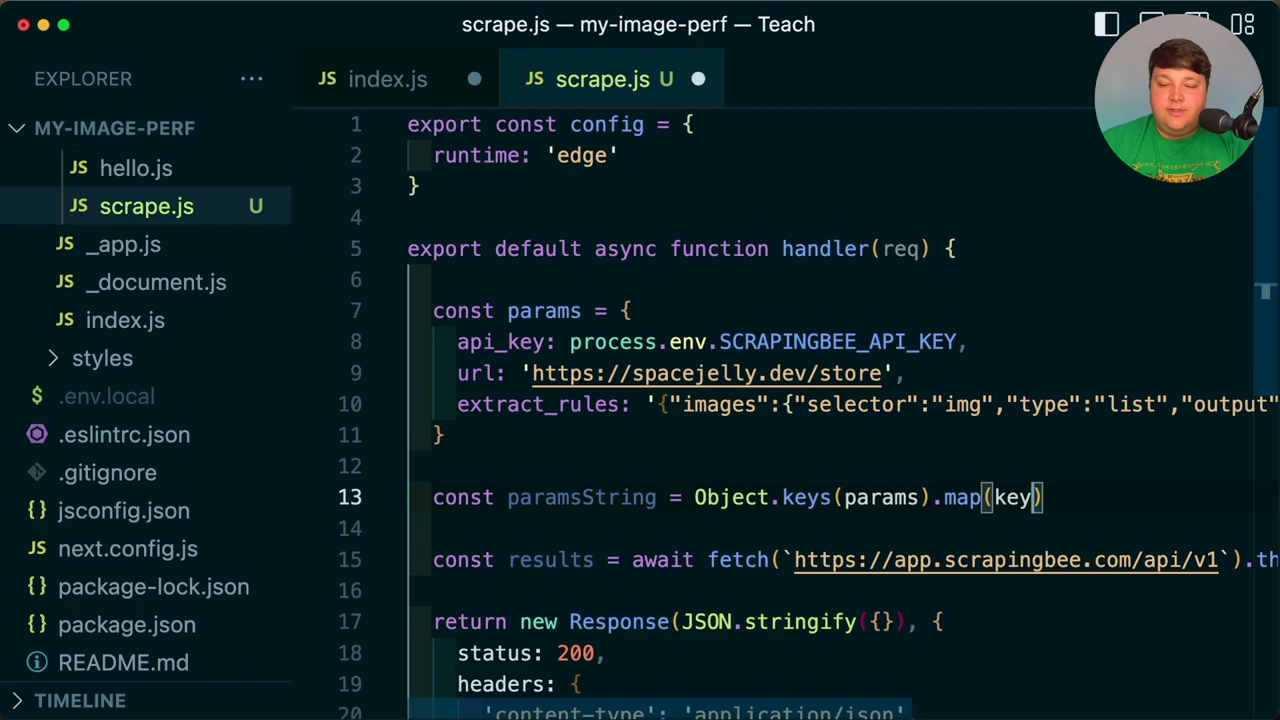 scrape.js — my-image-perf — Teach
EXPLORER
MY-IMAGE-PERF
JS hello.js
JS scrape.js U
JS _app.js
JS _document.js
JS index.js
styles
$ .env.local
.eslintrc.json
.gitignore
{} jsconfig.json
JS next.config.js
{} package-lock.json
{} package.json
README.md
TIMELINE
JS index.js
JS scrape.js U
1 export const config = {
2 runtime: 'edge'
3 }
4
5 export default async function handler(req) {
6
7 const params = {
8 api_key: process.env.SCRAPINGBEE_API_KEY,
9 url: 'https://spacejelly.dev/store',
10 extract_rules: '{"images":{"selector":"img","type":"list","output"
11 }
12
13 const paramsString = Object.keys(params).map(key)
14
15 const results = await fetch(`https://app.scrapingbee.com/api/v1`).th
16
17 return new Response(JSON.stringify({}), {
18 status: 200,
19 headers: {
20 'content-type': 'application/json'